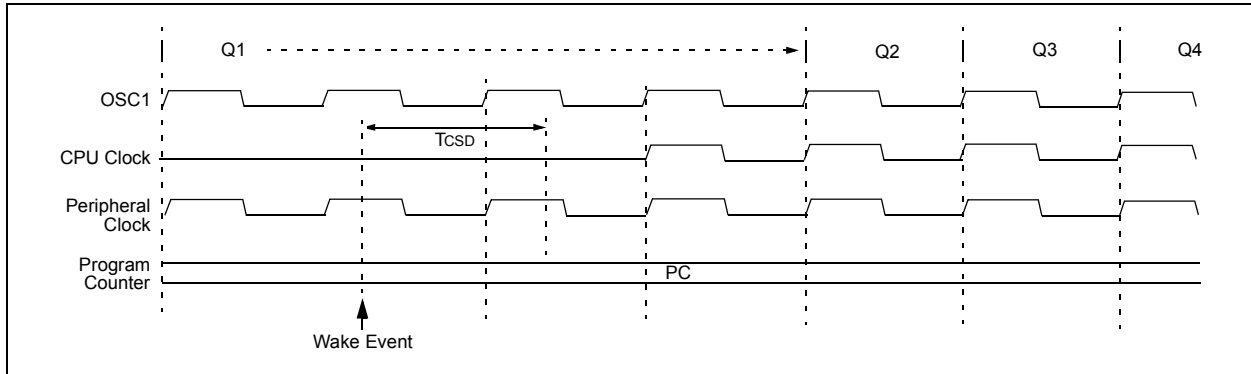 Q1 Q2 Q3 Q4
OSC1
TCSD
CPU Clock
Peripheral
Clock
Program
Counter
PC
Wake Event